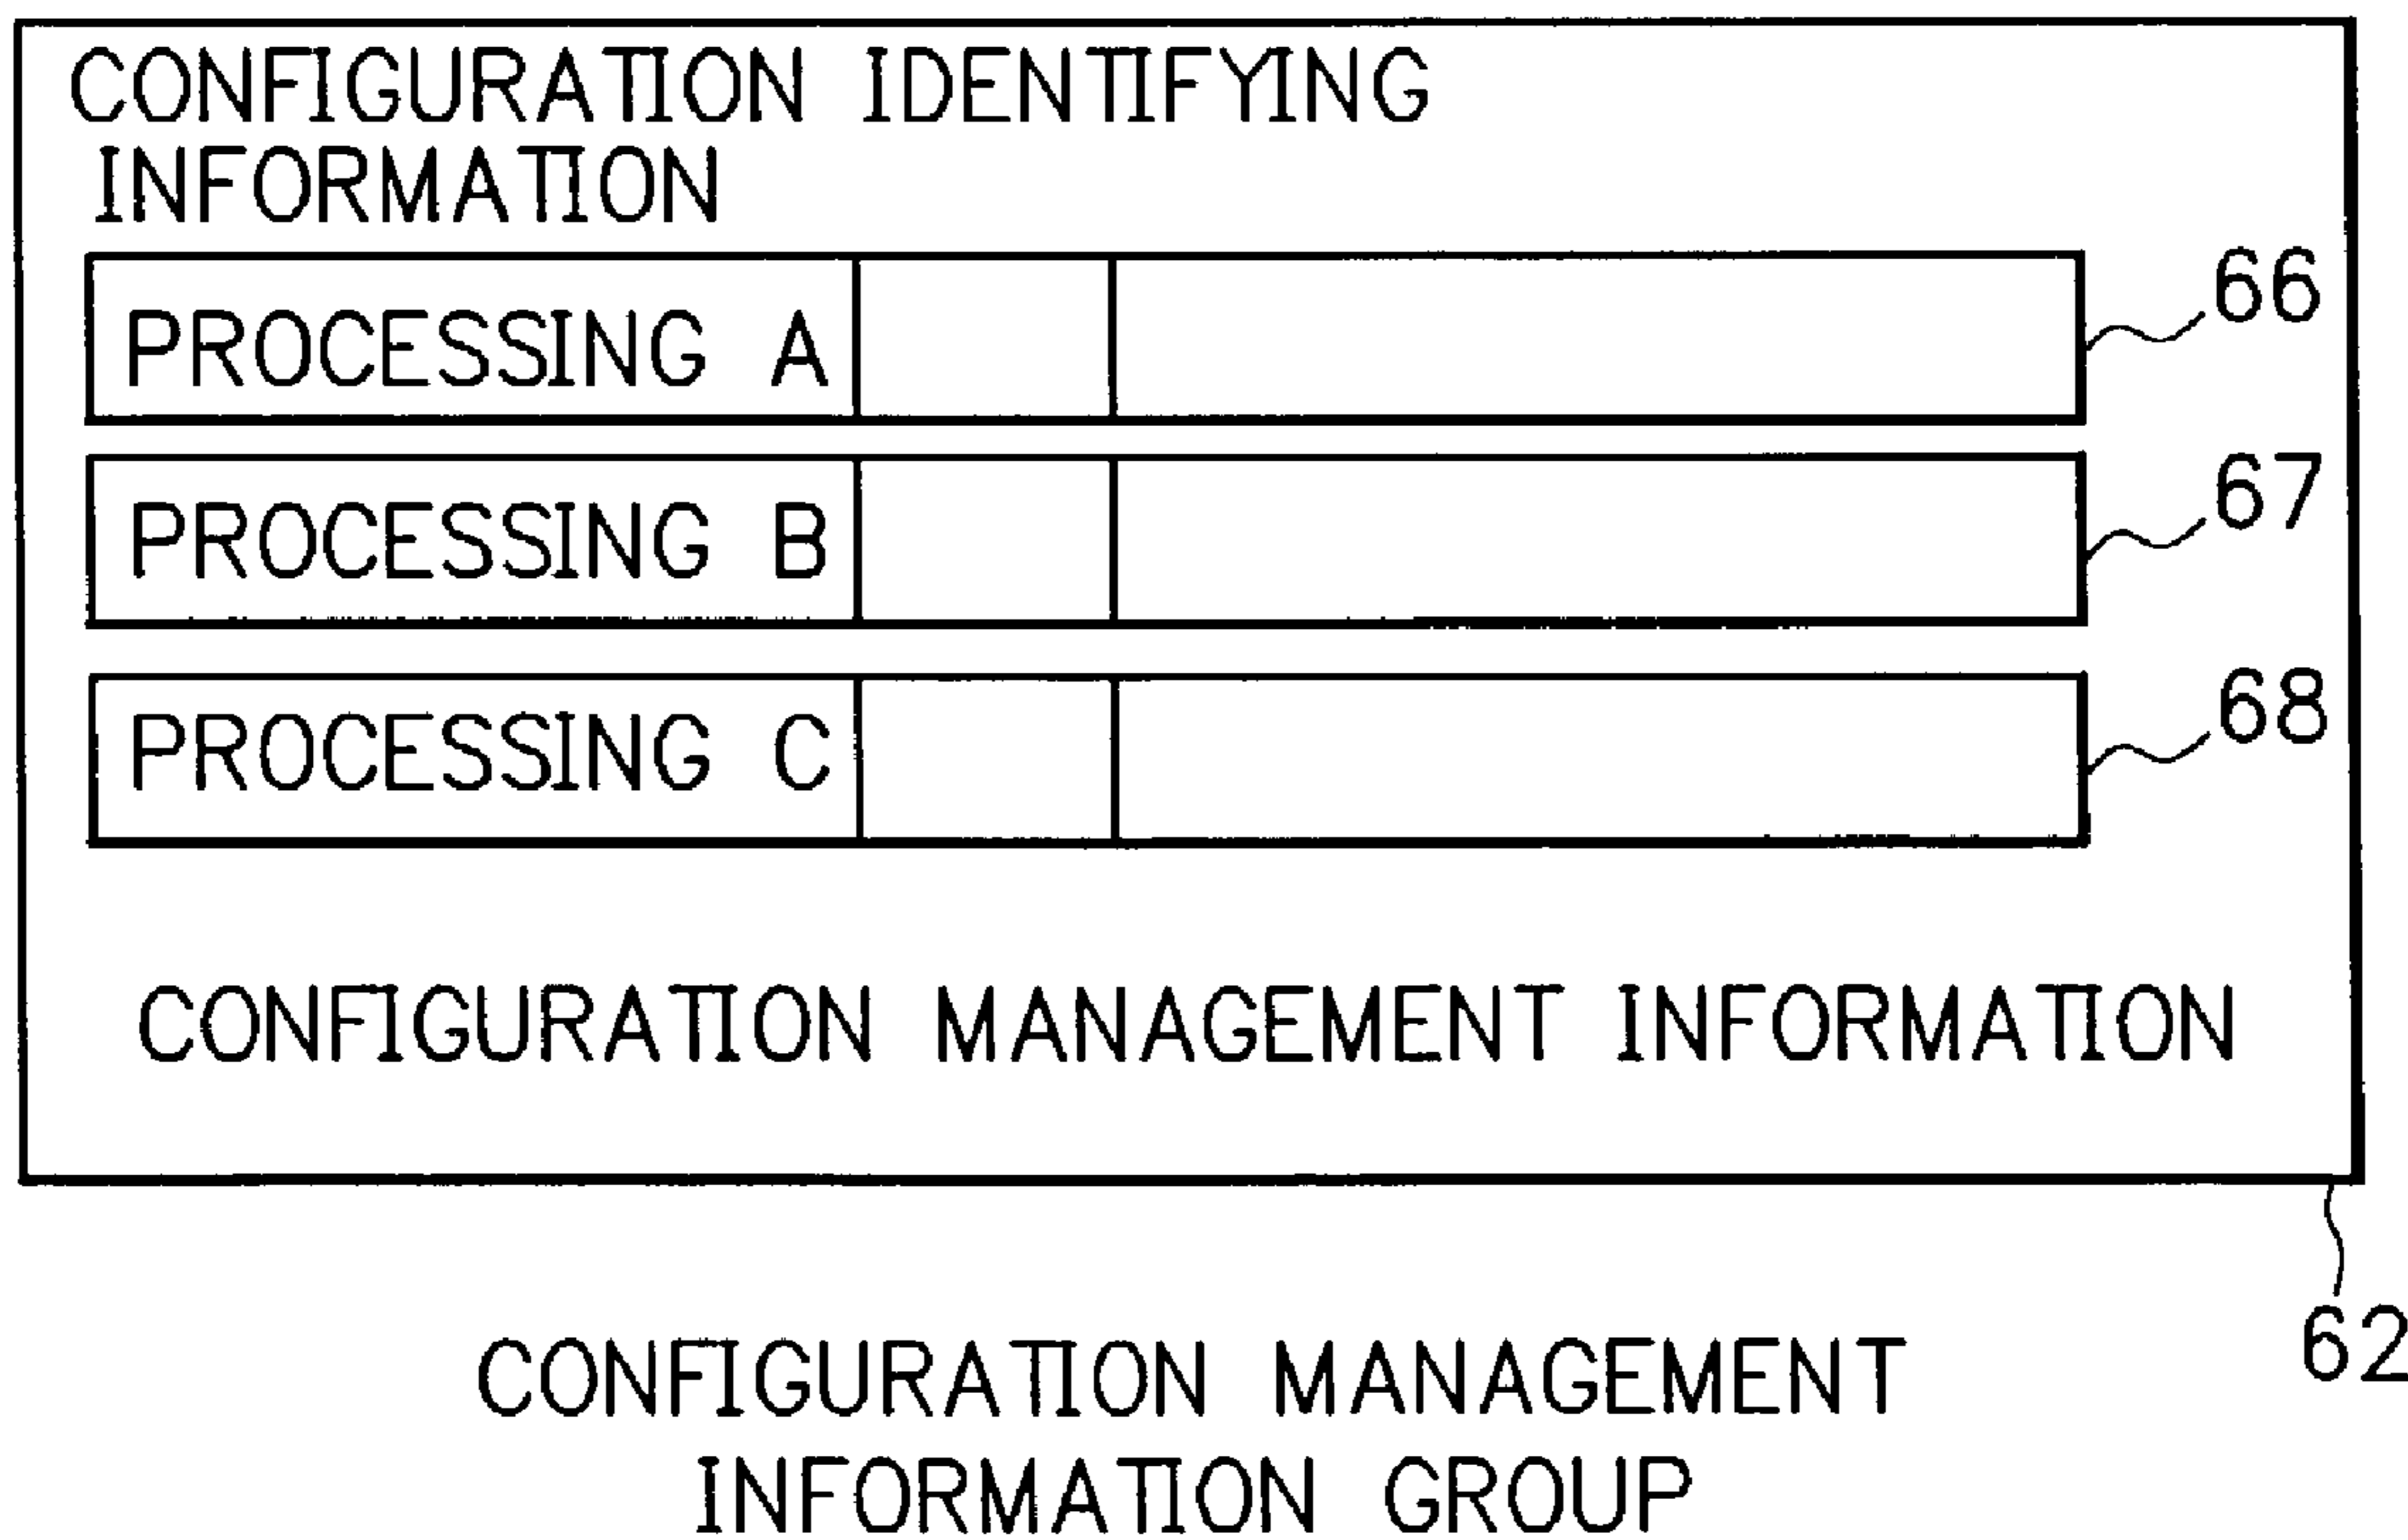 CONFIGURATION IDENTIFYING
INFORMATION
PROCESSING A
66
PROCESSING B
67
PROCESSING C
68
CONFIGURATION MANAGEMENT INFORMATION
62
CONFIGURATION MANAGEMENT
INFORMATION GROUP